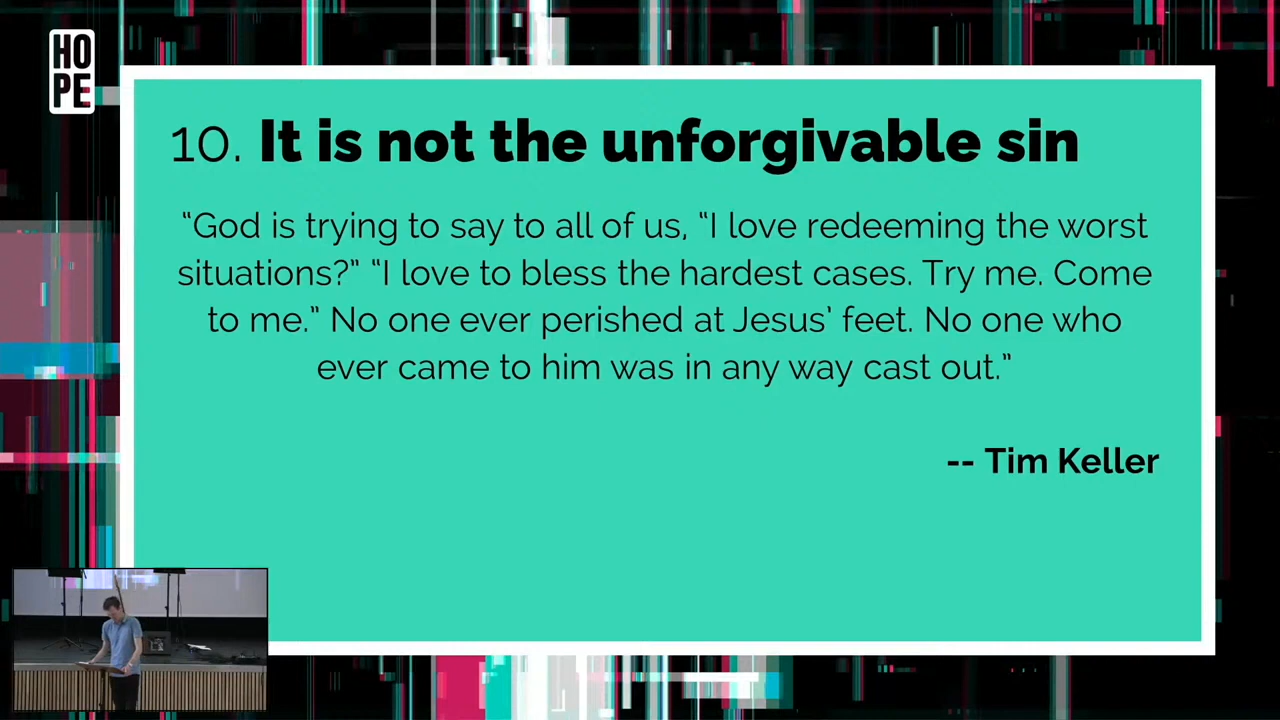 HO
PE
10. It is not the unforgivable sin
“God is trying to say to all of us, “I love redeeming the worst
situations?” “I love to bless the hardest cases. Try me. Come
to me.” No one ever perished at Jesus’ feet. No one who
ever came to him was in any way cast out.”
-- Tim Keller